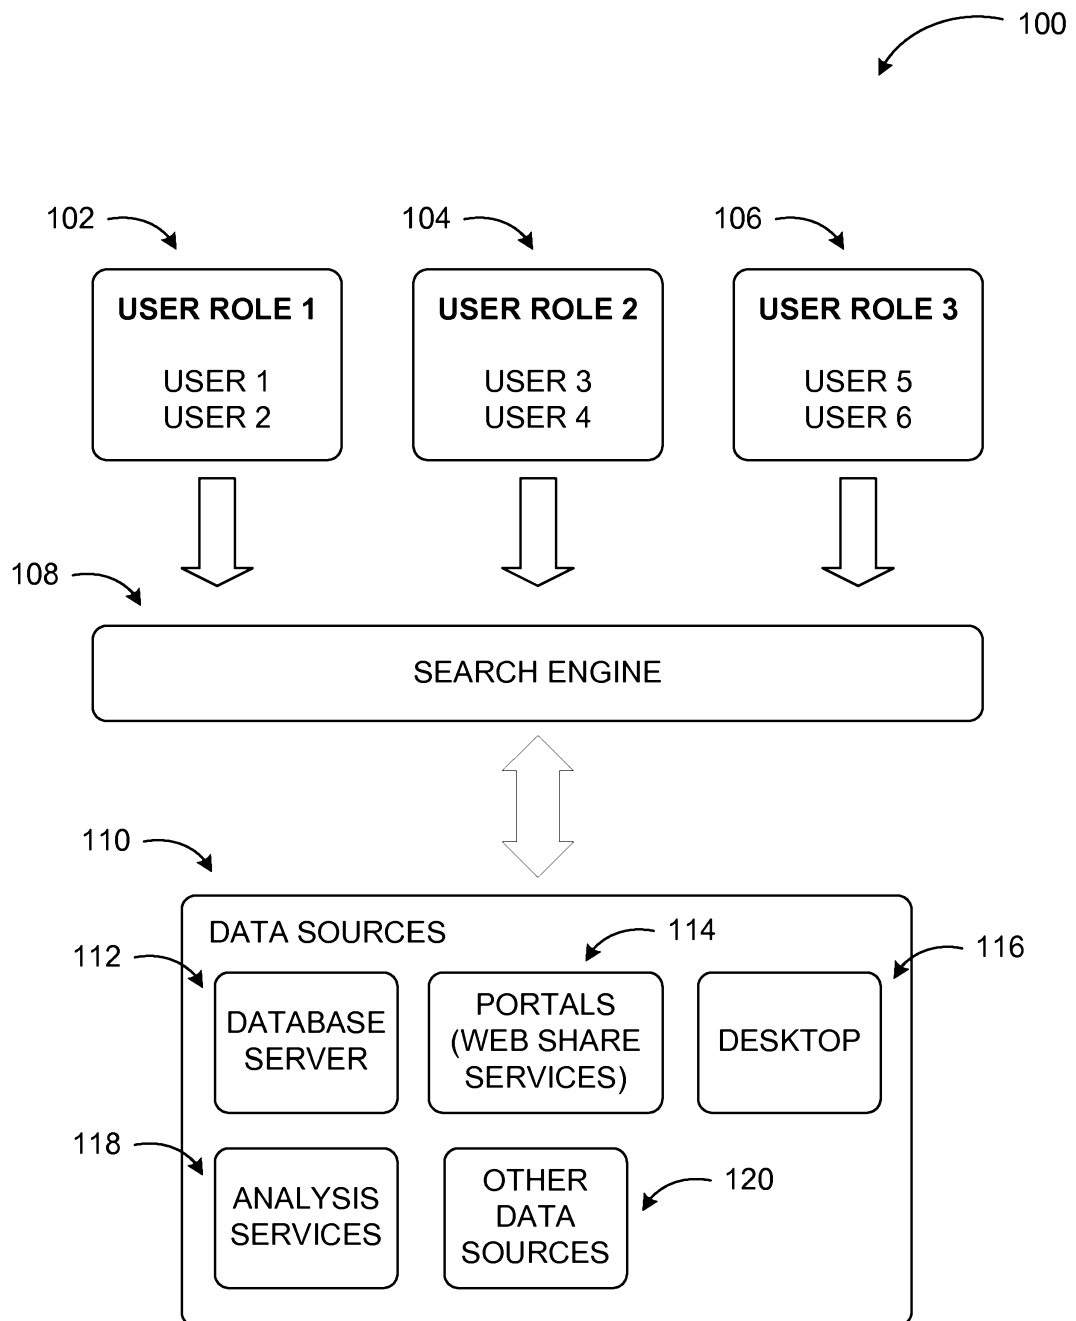 100
102
104
106
USER ROLE 1
USER 1
USER 2
USER ROLE 2
USER 3
USER 4
USER ROLE 3
USER 5
USER 6
108
SEARCH ENGINE
110
DATA SOURCES
112
DATABASE
SERVER
114
PORTALS
(WEB SHARE
SERVICES)
116
DESKTOP
118
ANALYSIS
SERVICES
120
OTHER
DATA
SOURCES